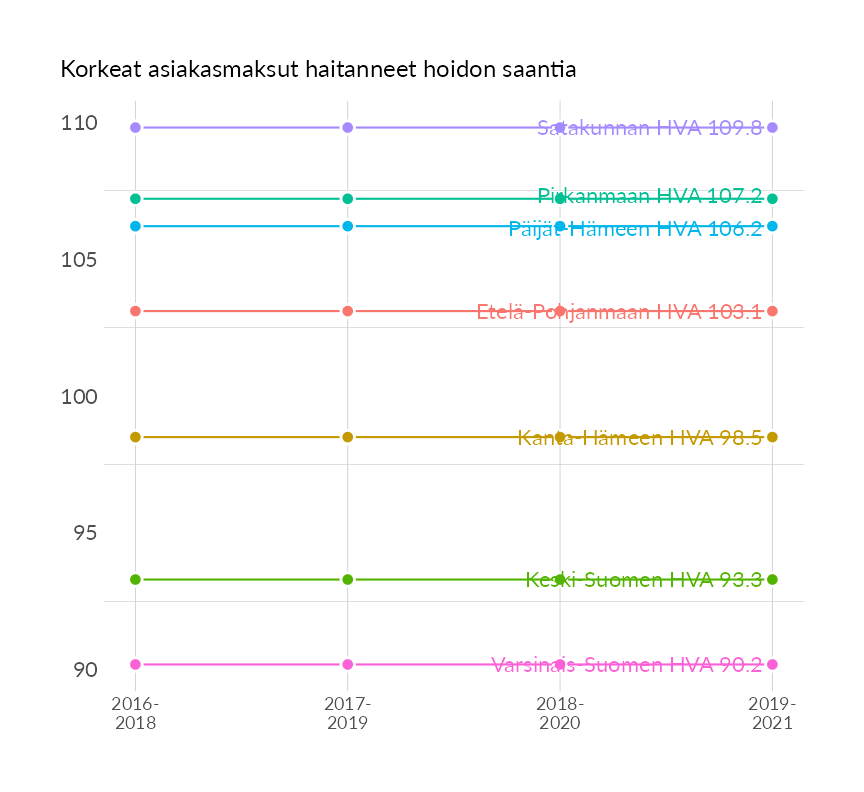 Korkeat asiakasmaksut haitanneet hoidon saantia
110
Satakunnan HVA 109.8
Pirkanmaan HVA 107.2
Päijät-Hämeen HVA 106.2
105
Etelä-Pohjanmaan HVA 103.1
100
Kanta-Hämeen HVA 98.5
95
Keski-Suomen HVA 93.3
90
Varsinais-Suomen HVA 90.2
2016-
2018
2017-
2019
2018-
2020
2019-
2021